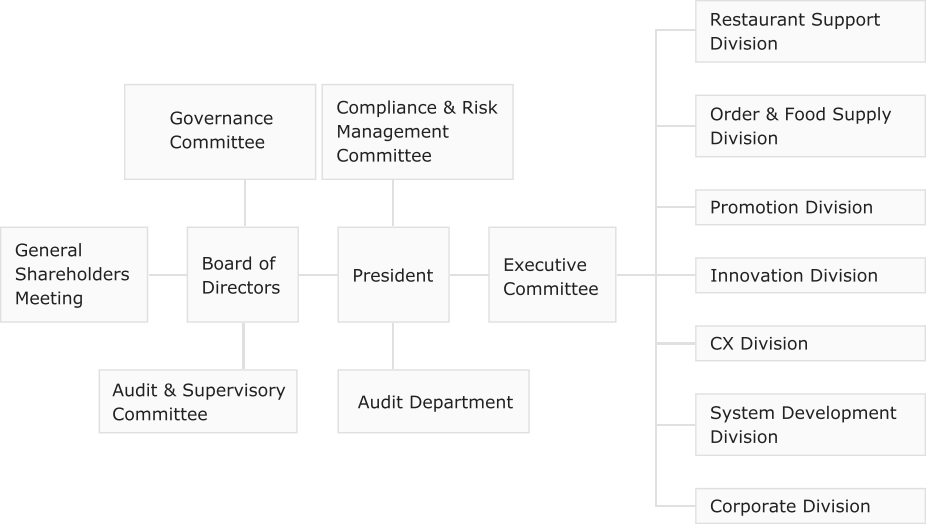 Restaurant Support
Division
Order & Food Supply
Division
Governance
Committee
Compliance & Risk
Management
Committee
Promotion Division
General
Shareholders
Meeting
Board of
Directors
President
Executive
Committee
Innovation Division
CX Division
Audit & Supervisory
Committee
Audit Department
System Development
Division
Corporate Division